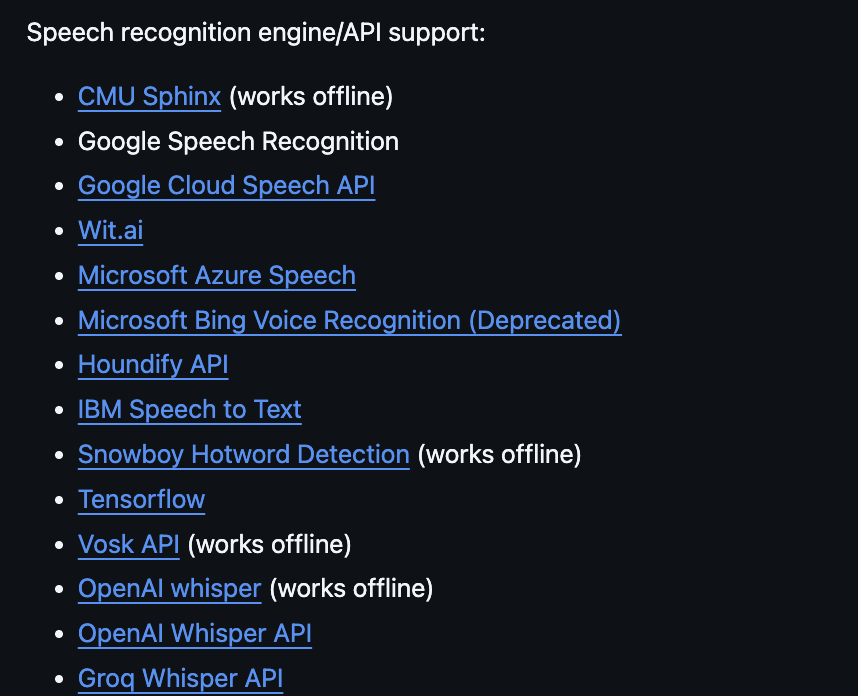 Speech recognition engine/API support:
• CMU Sphinx (works offline)
• Google Speech Recognition
• Google Cloud Speech API
• Wit.ai
• Microsoft Azure Speech
• Microsoft Bing Voice Recognition (Deprecated)
• Houndify API
• IBM Speech to Text
• Snowboy Hotword Detection (works offline)
• Tensorflow
• Vosk API (works offline)
• OpenAI whisper (works offline)
• OpenAI Whisper API
• Groq Whisper API